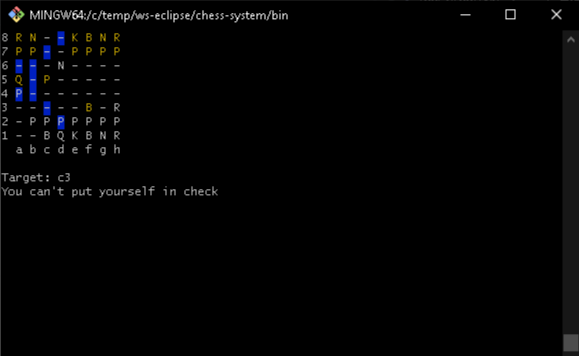 MINGW64:/c/temp/ws-eclipse/chess-system/bin
8 R N - - K B N R
7 P P - - P P P P
6 - - - N - - - -
5 Q - P - - - - -
4 P - - - - - - -
3 - - - - - B - R
2 - P P P P P P P
1 - - B Q K B N R
a b c d e f g h
Target: c3
You can't put yourself in check